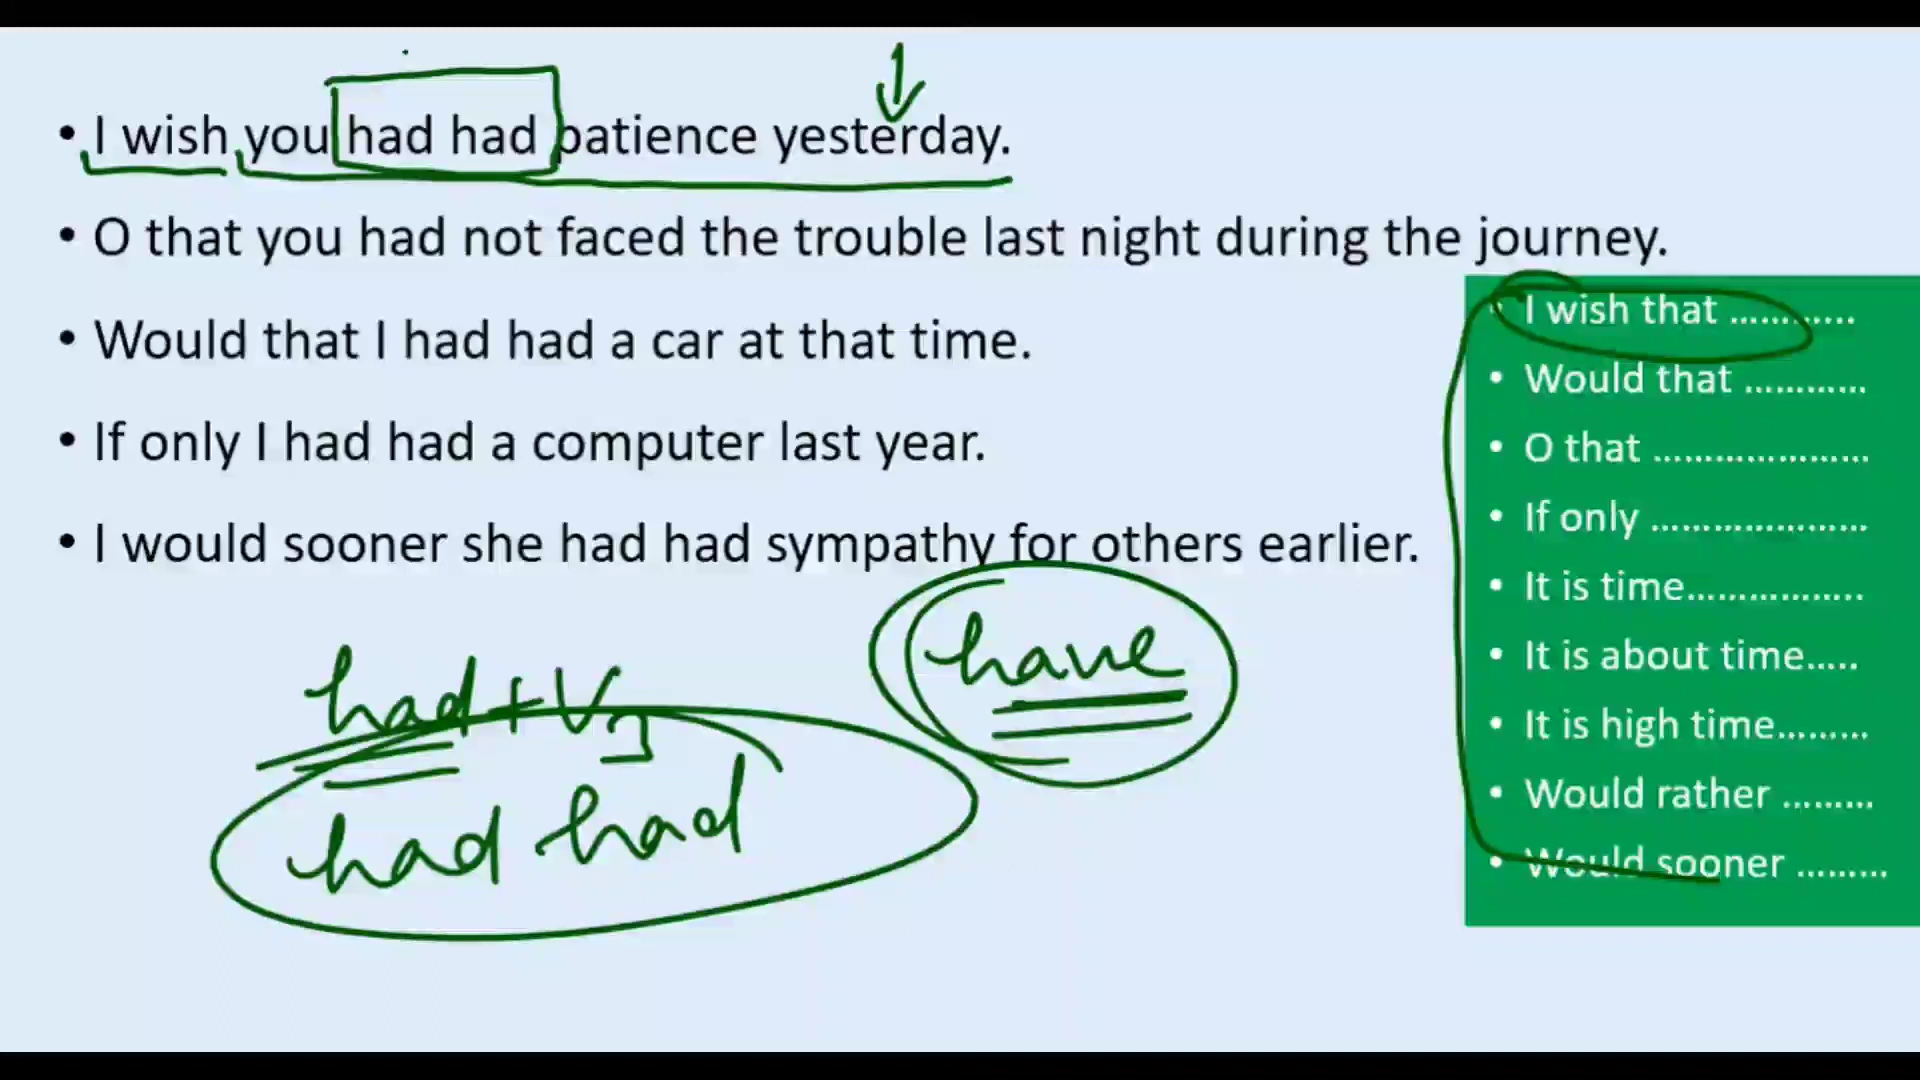 • I wish you had had patience yesterday.
• O that you had not faced the trouble last night during the journey.
• Would that I had had a car at that time.
• If only I had had a computer last year.
• I would sooner she had had sympathy for others earlier.
had + V3
had had
have
• I wish that ............
• Would that ............
• O that .....................
• If only .....................
• It is time.................
• It is about time.....
• It is high time.........
• Would rather .........
• Would sooner .........